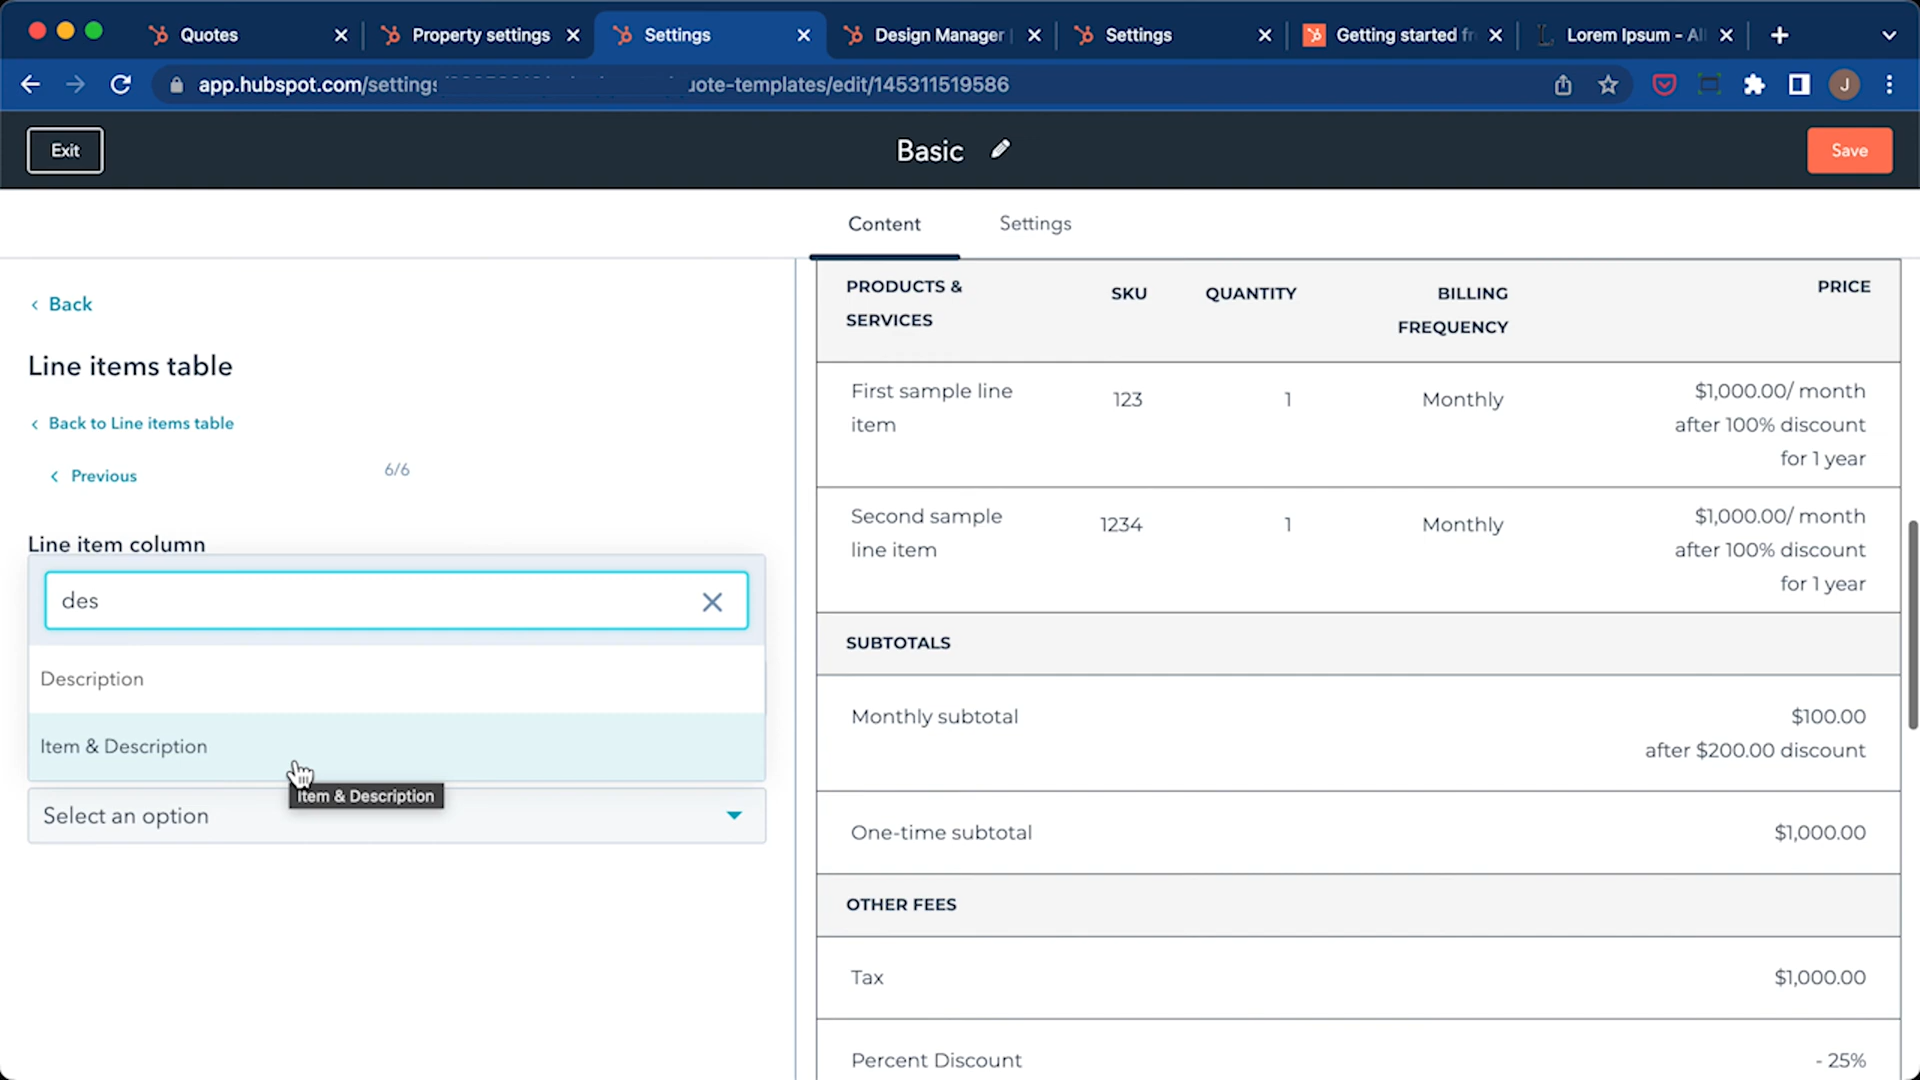 Quotes
Property settings
Settings
Design Manager
Settings
Getting started fr
Lorem Ipsum - All
app.hubspot.com/settings
uote-templates/edit/145311519586
J
Exit
Basic
Save
Content
Settings
Back
Line items table
Back to Line items table
Previous
6/6
Line item column
des
Description
Item & Description
Item & Description
Select an option
PRODUCTS &
SERVICES
SKU
QUANTITY
BILLING
FREQUENCY
PRICE
First sample line
item
123
1
Monthly
$1,000.00/ month
after 100% discount
for 1 year
Second sample
line item
1234
1
Monthly
$1,000.00/ month
after 100% discount
for 1 year
SUBTOTALS
Monthly subtotal
$100.00
after $200.00 discount
One-time subtotal
$1,000.00
OTHER FEES
Tax
$1,000.00
Percent Discount
- 25%